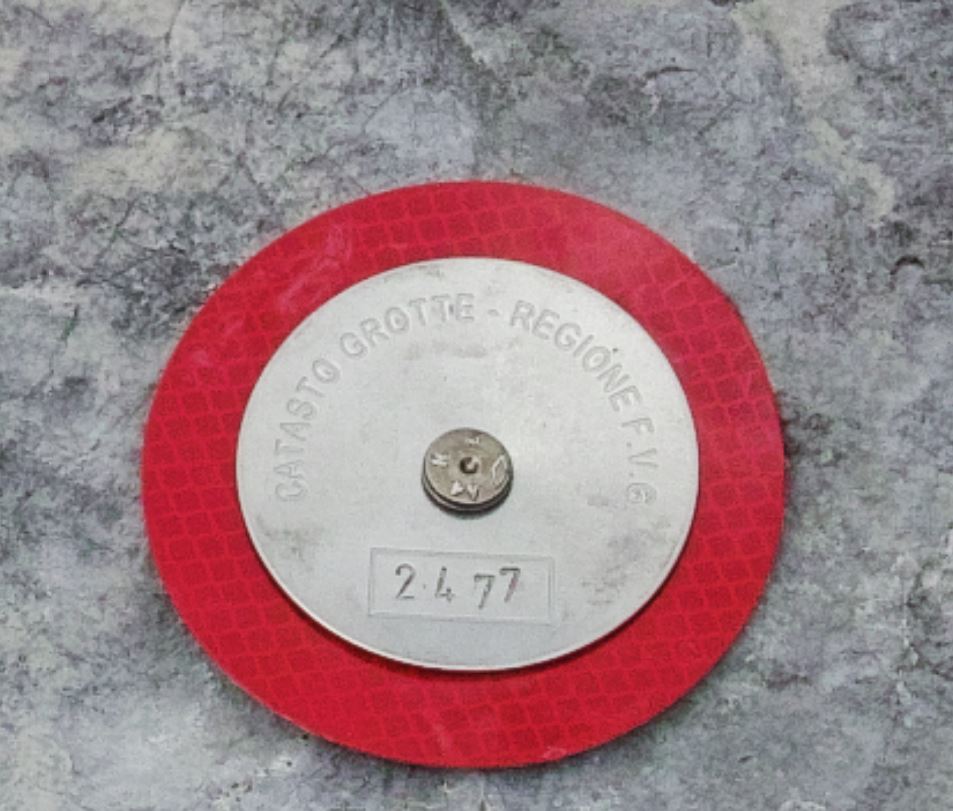 CATASTO GROTTE - REGIONE F.V.G
2477